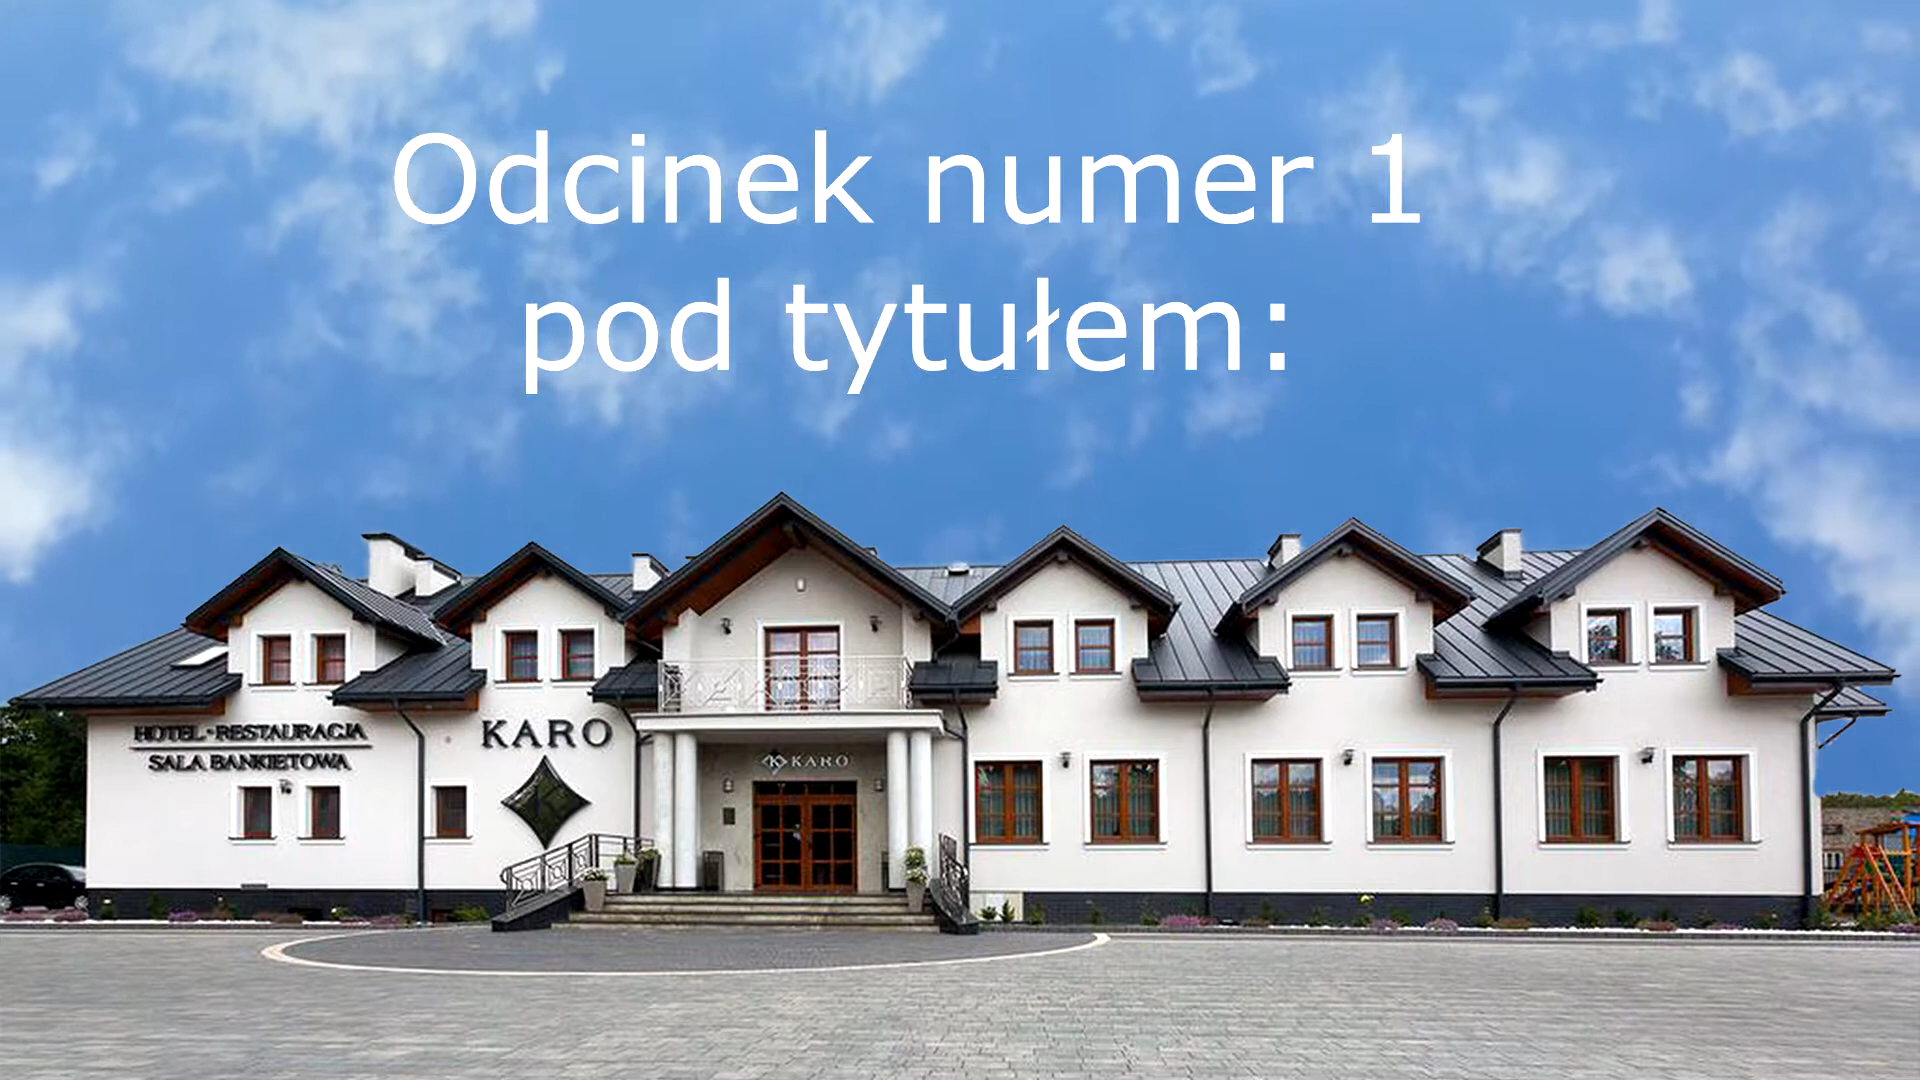 Odcinek numer 1
pod tytułem:
HOTEL•RESTAURACJA
SALA BANKIETOWA
KARO
K KARO